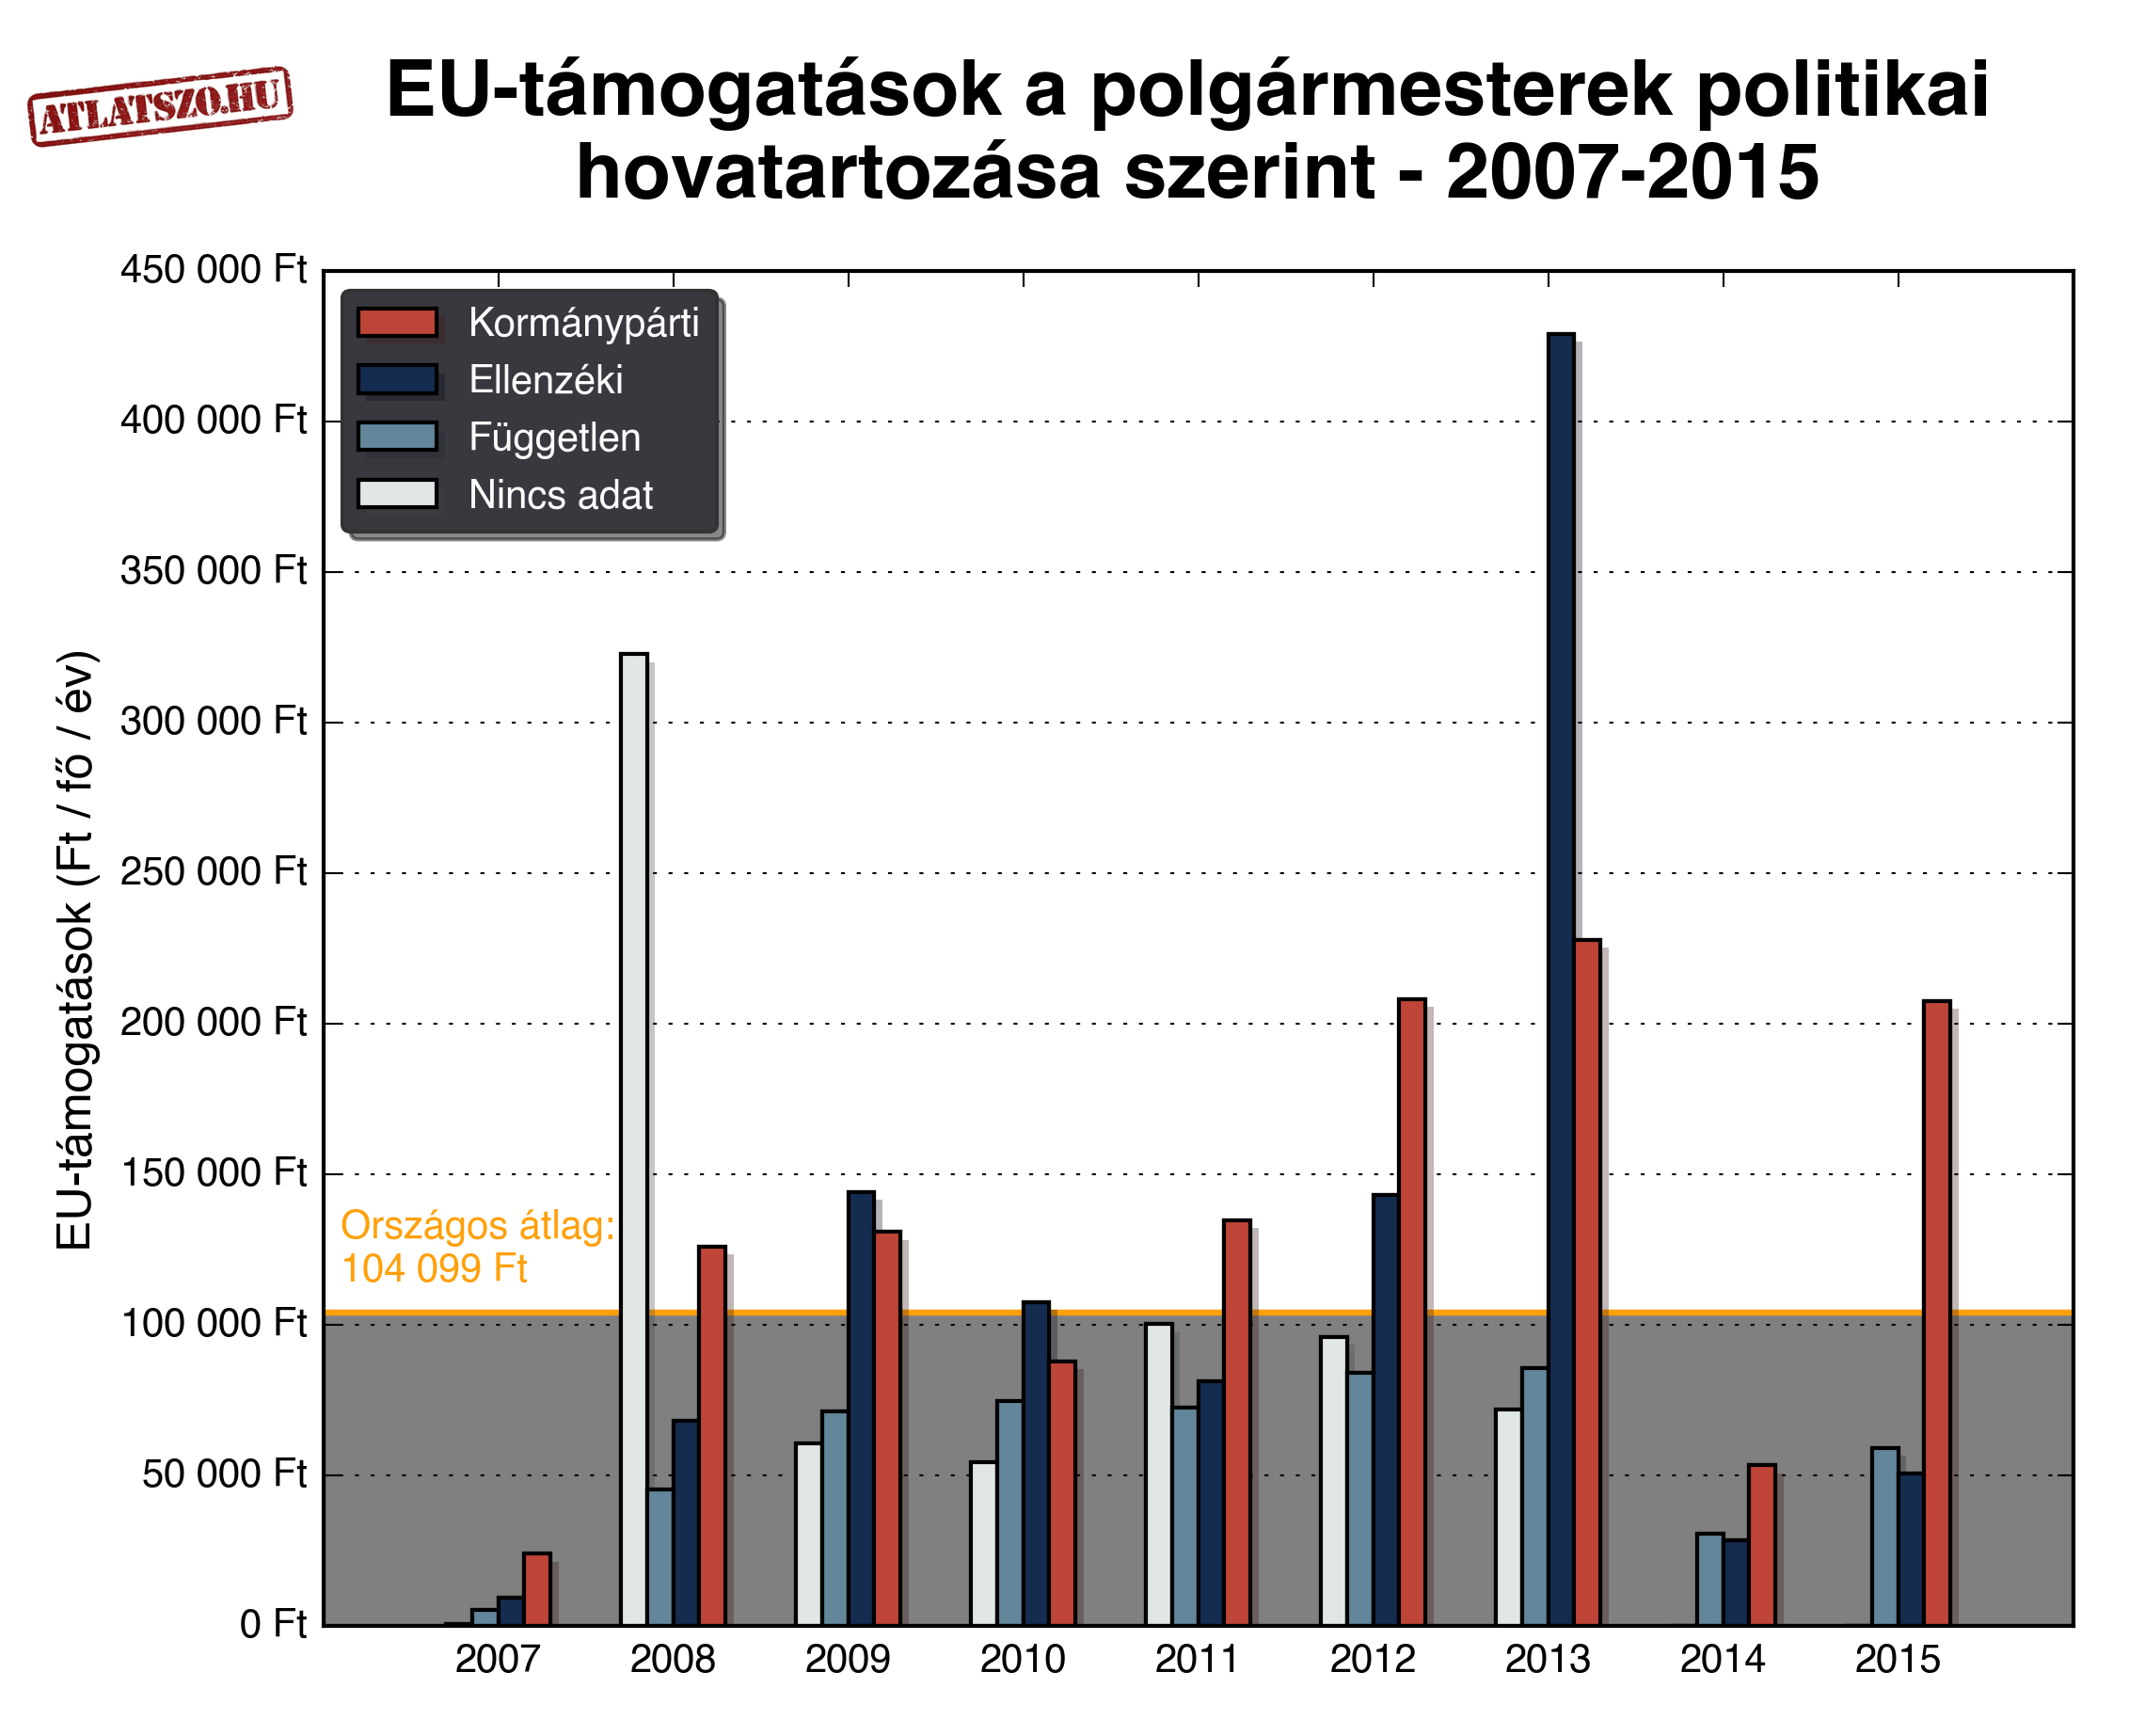 ATLATSZO.HU
EU-támogatások a polgármesterek politikai
hovatartozása szerint - 2007-2015
EU-támogatások (Ft / fő / év)
450 000 Ft
400 000 Ft
350 000 Ft
300 000 Ft
250 000 Ft
200 000 Ft
150 000 Ft
100 000 Ft
50 000 Ft
0 Ft
Kormánypárti
Ellenzéki
Független
Nincs adat
Országos átlag:
104 099 Ft
2007 2008 2009 2010 2011 2012 2013 2014 2015